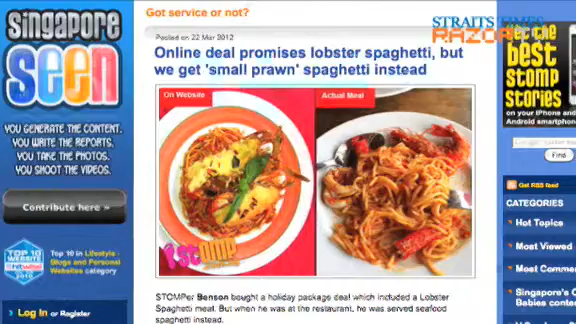 Singapore
seen
YOU GENERATE THE CONTENT.
YOU WRITE THE REPORTS,
YOU TAKE THE PHOTOS.
YOU SHOOT THE VIDEOS.
Contribute here »
TOP 10
WEBSITE
hitwise
2010
Top 10 in Lifestyle -
Blogs and Personal
Websites category
Log In or Register
Got service or not?
Posted on 22 Mar 2012
Online deal promises lobster spaghetti, but
we get 'small prawn' spaghetti instead
On Website
Actual Meal
STOMP
STOMPer Benson bought a holiday package deal which included a Lobster
Spaghetti meal. But when he was at the restaurant, he was served seafood
spaghetti instead.
STRAITS TIMES
RAZOR
Get the
best
stomp
stories
on your iPhone and
Android smartphone
Find
Get RSS feed
CATEGORIES
Hot Topics
Most Viewed
Most Comme
Singapore's C
Babies conte